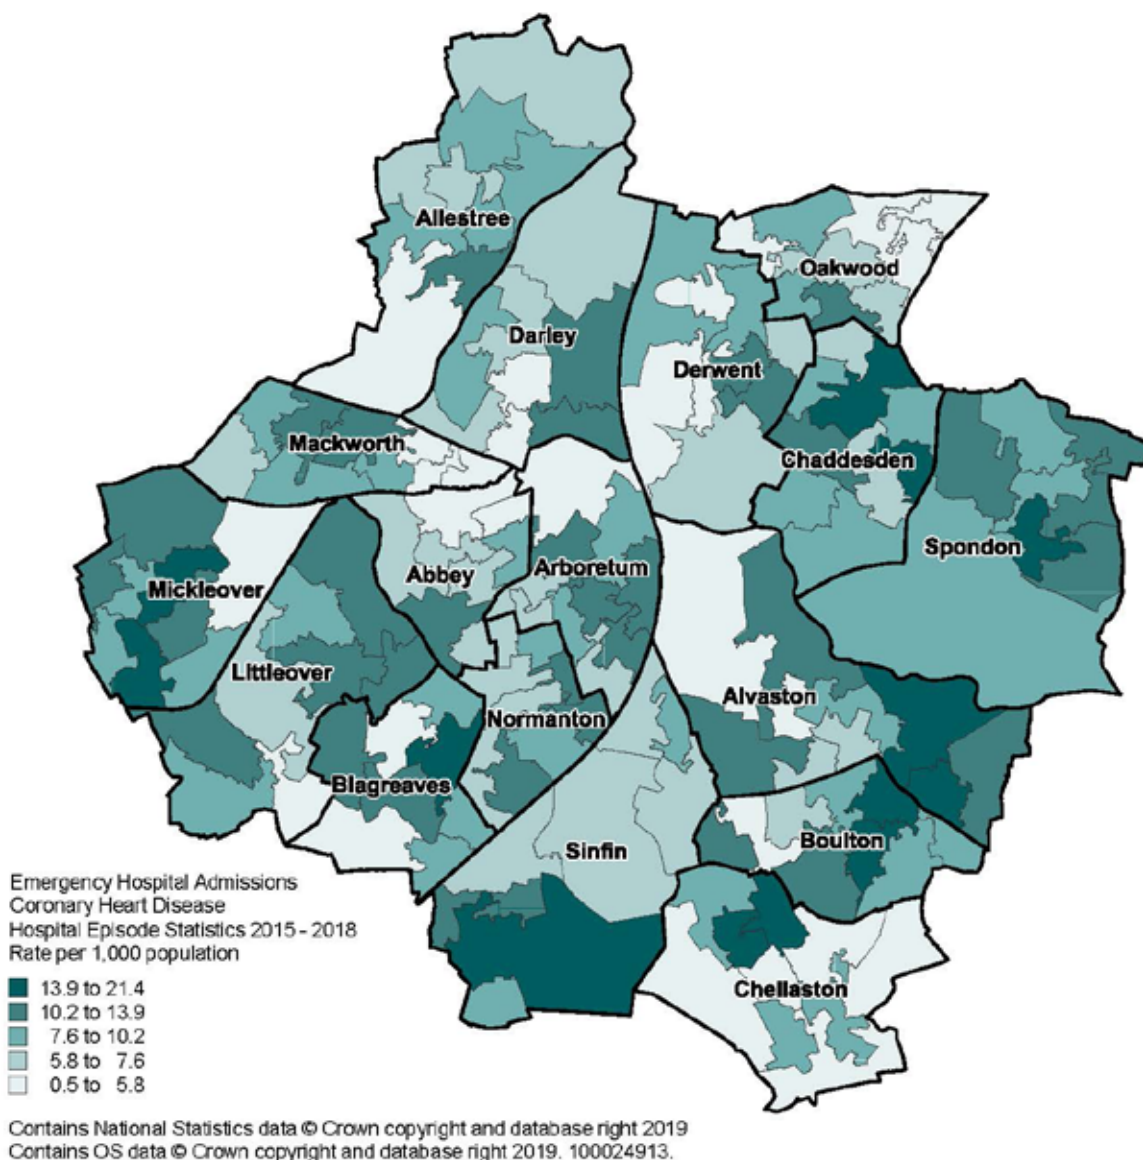 Allestree
Oakwood
Darley
Derwent
Mackworth
Chaddesden
Spondon
Abbey
Arboretum
Mickleover
Littleover
Alvaston
Normanton
Blagreaves
Boulton
Sinfin
Chellaston
Emergency Hospital Admissions
Coronary Heart Disease
Hospital Episode Statistics 2015 - 2018
Rate per 1,000 population
13.9 to 21.4
10.2 to 13.9
7.6 to 10.2
5.8 to 7.6
0.5 to 5.8
Contains National Statistics data © Crown copyright and database right 2019
Contains OS data © Crown copyright and database right 2019. 100024913.